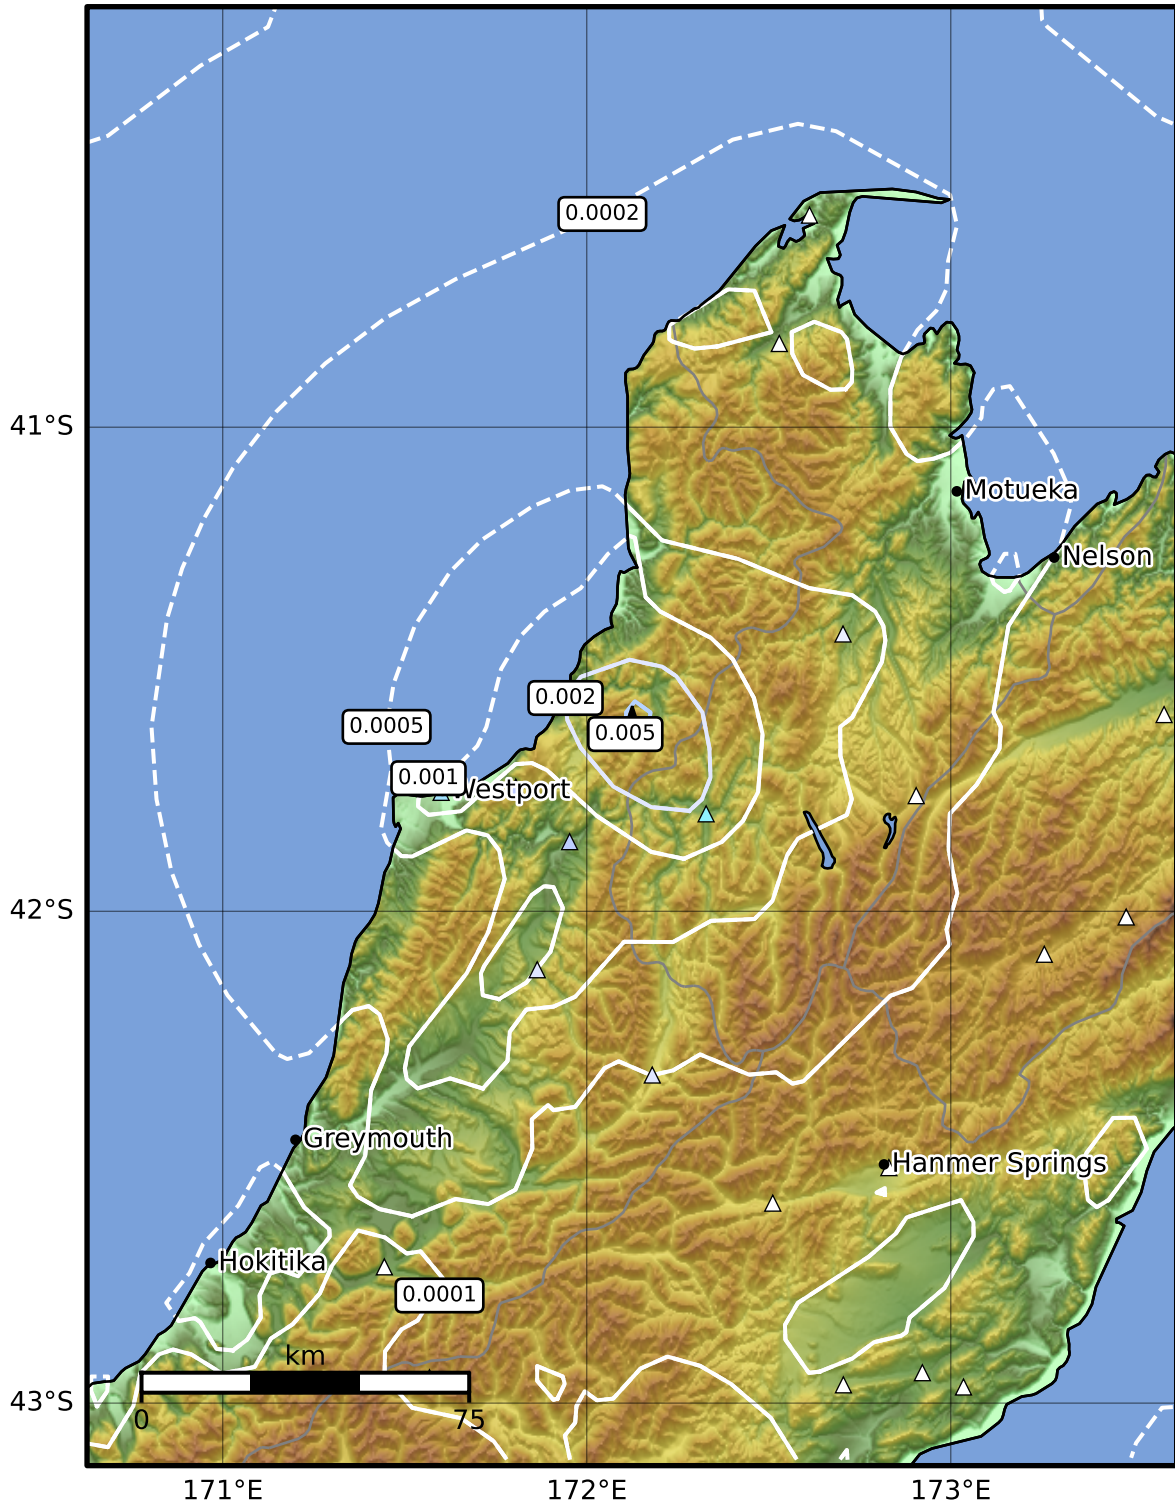 0.0002
41°S
Motueka
Nelson
0.002
0.0005
0.005
0.001
Westport
42°S
Greymouth
Hanmer Springs
Hokitika
0.0001
km
43°S
0
75
171°E
172°E
173°E